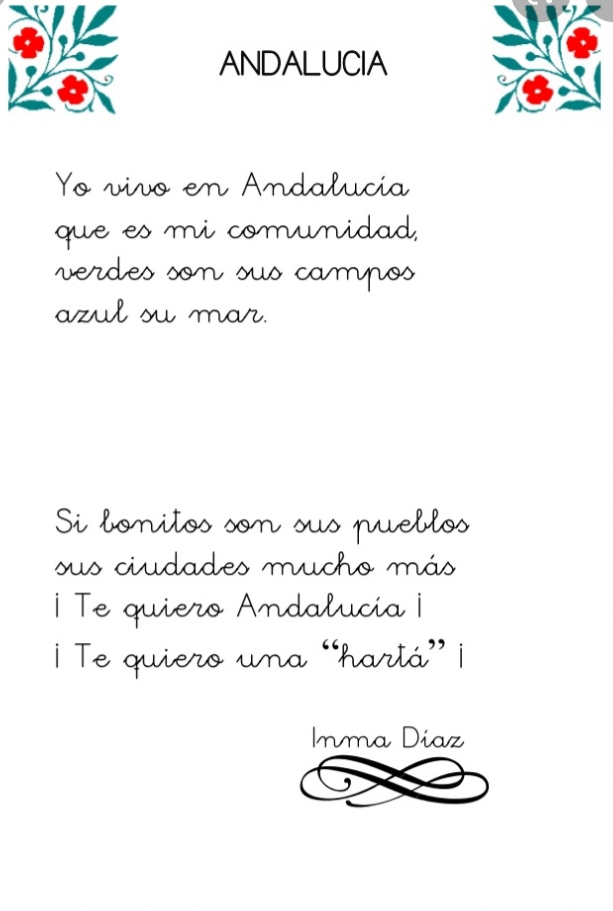 ANDALUCIA
Yo vivo en Andalucía
que es mi comunidad,
verdes son sus campos
azul su mar.
Si bonitos son sus pueblos
sus ciudades mucho más
¡ Te quiero Andalucía ¡
¡ Te quiero una “hartá” ¡
Inma Díaz